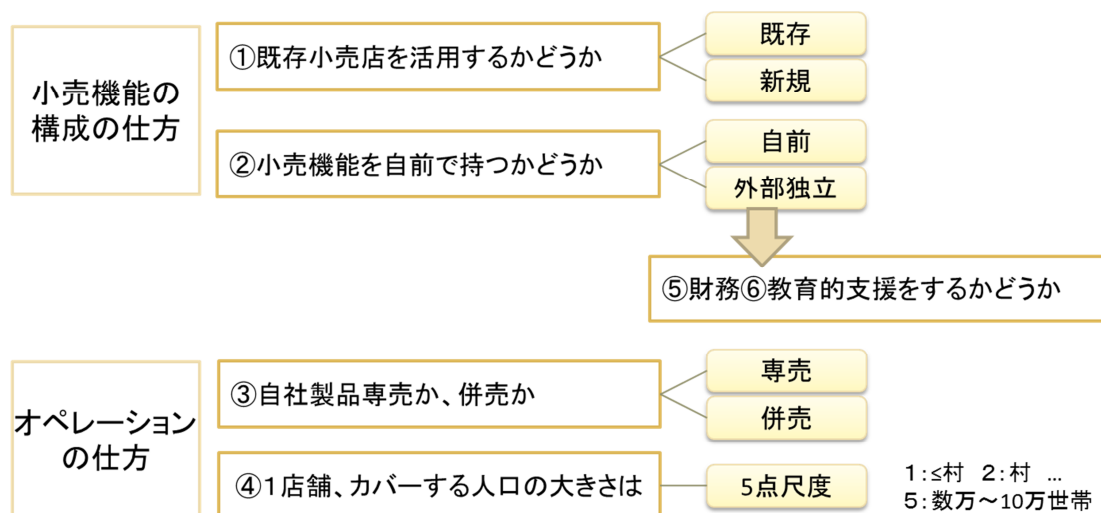 小売機能の
構成の仕方
①既存小売店を活用するかどうか
既存
新規
②小売機能を自前で持つかどうか
自前
外部独立
⑤財務⑥教育的支援をするかどうか
オペレーション
の仕方
③自社製品専売か、併売か
専売
併売
④１店舗、カバーする人口の大きさは
5点尺度
１:≤村 ２:村 …
５:数万～10万世帯